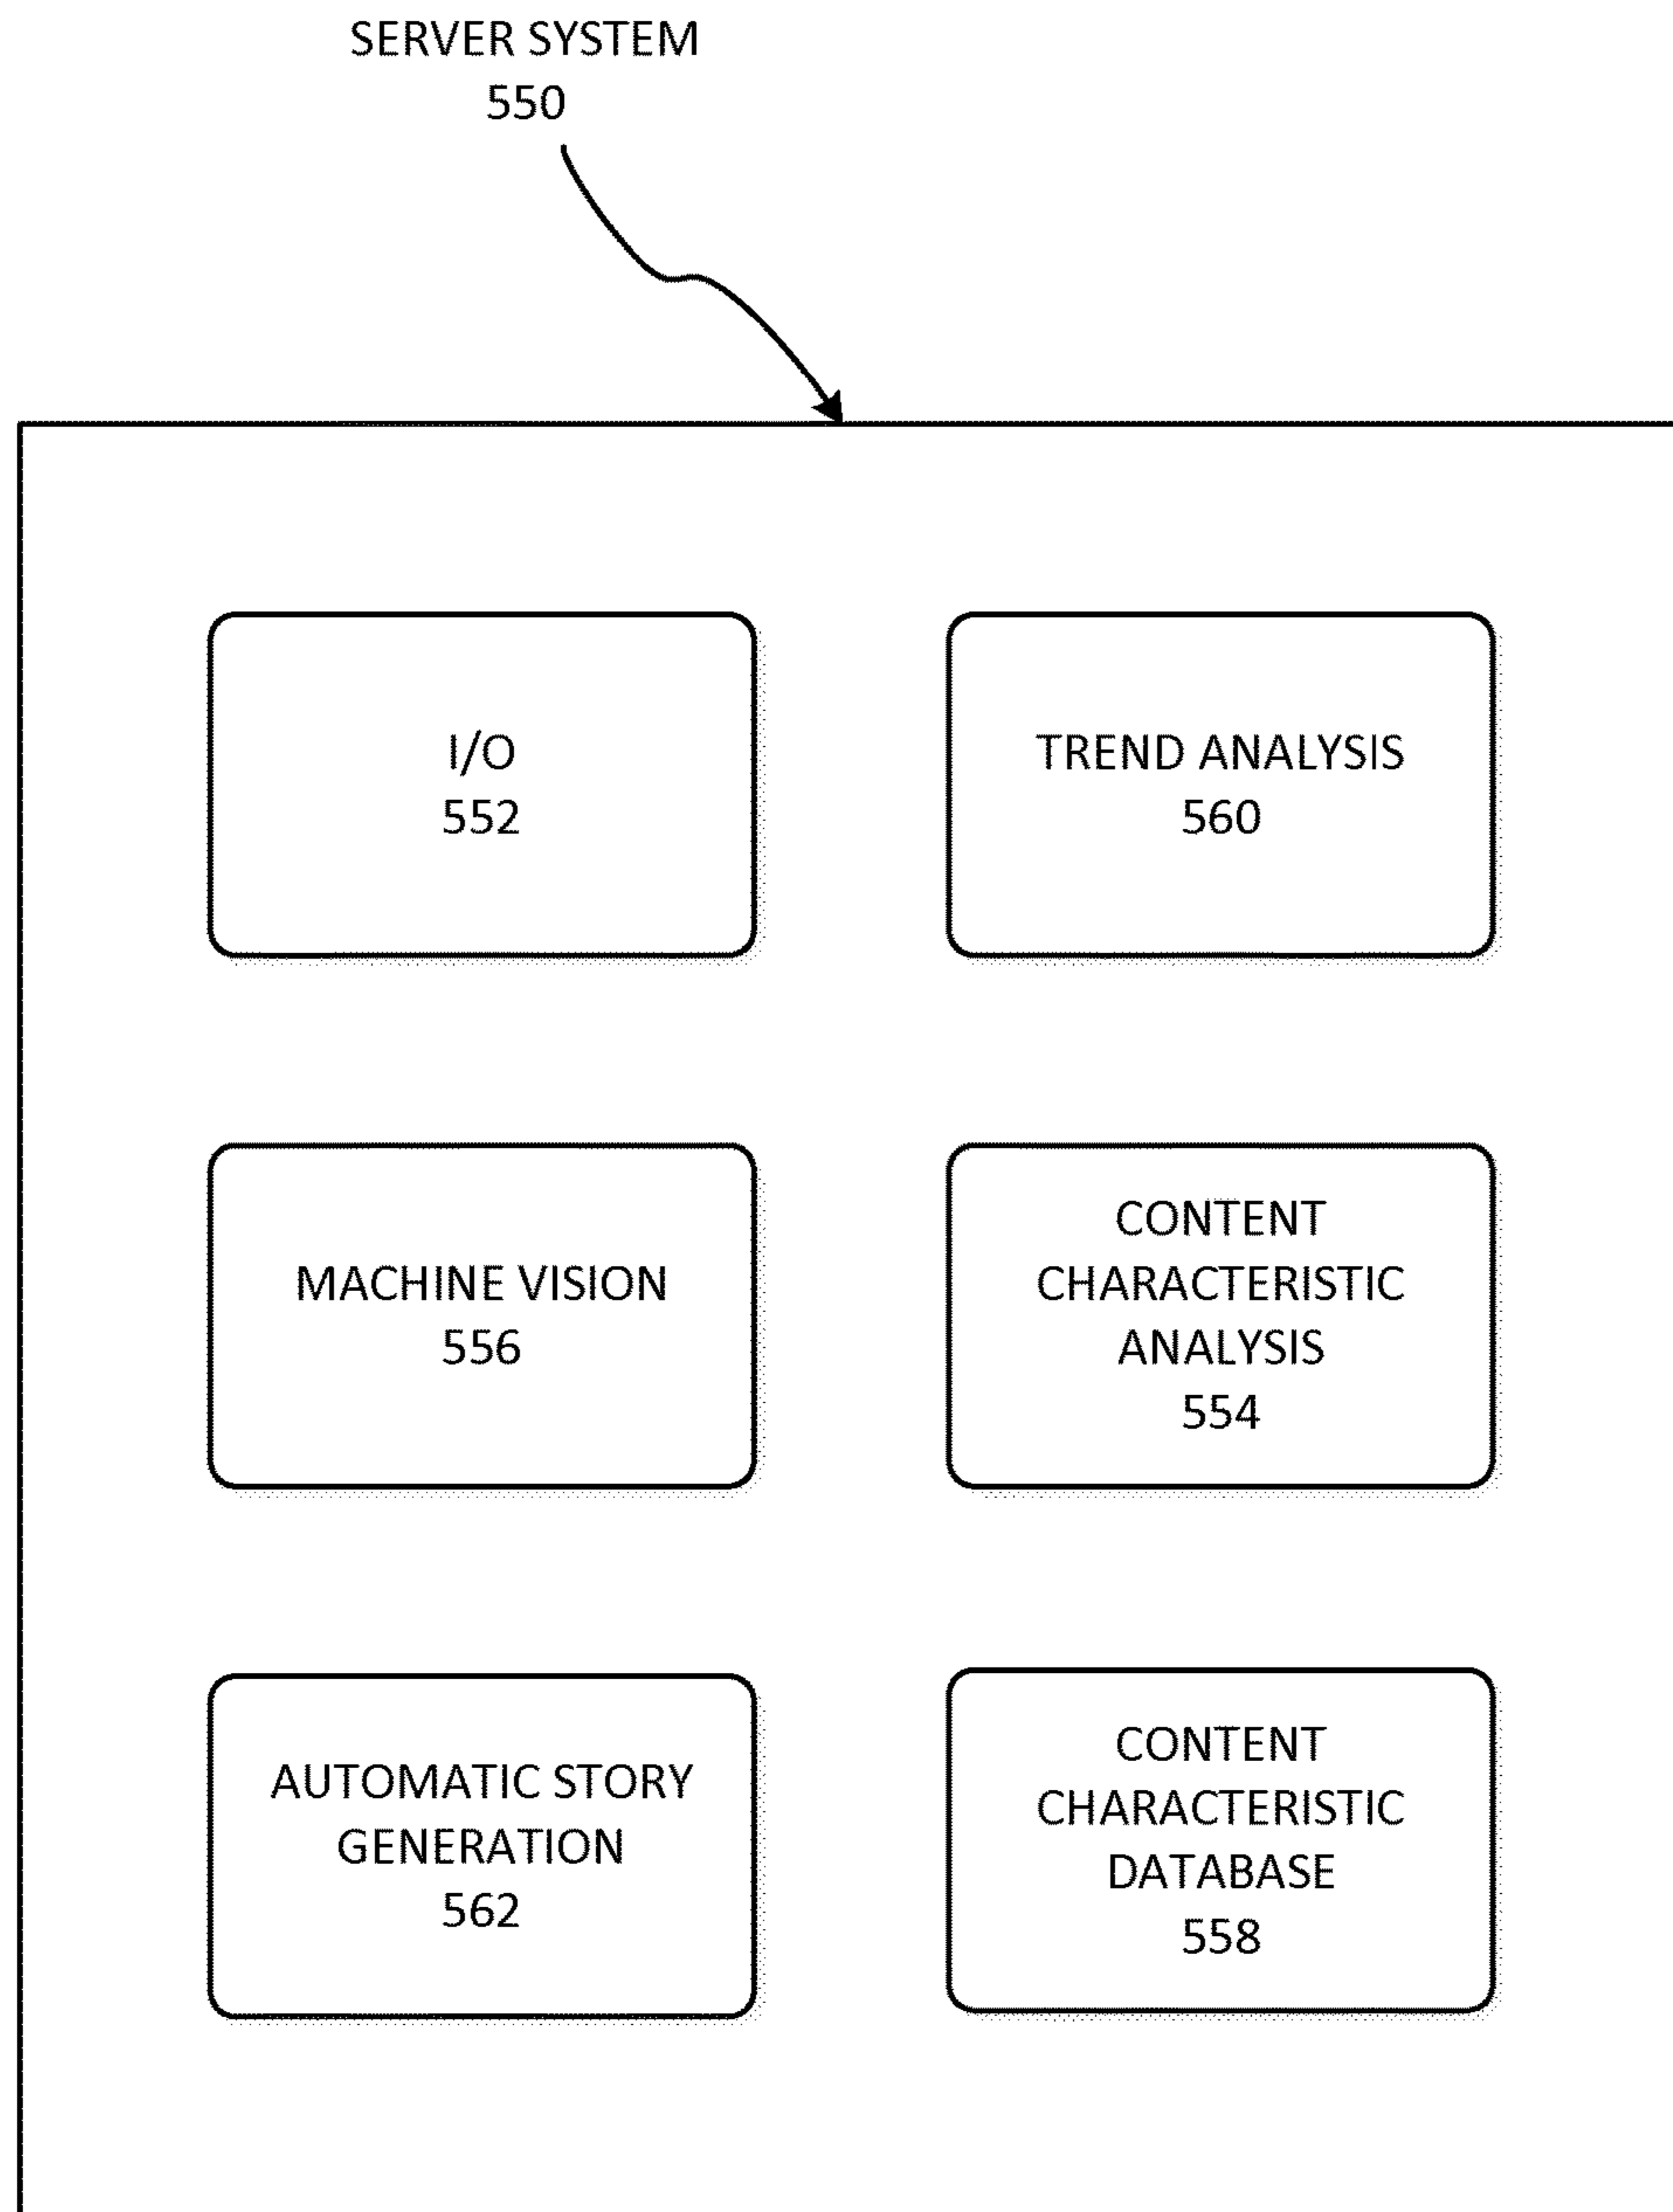 SERVER SYSTEM
550
I/O
552
TREND ANALYSIS
560
MACHINE VISION
556
CONTENT
CHARACTERISTIC
ANALYSIS
554
AUTOMATIC STORY
GENERATION
562
CONTENT
CHARACTERISTIC
DATABASE
558